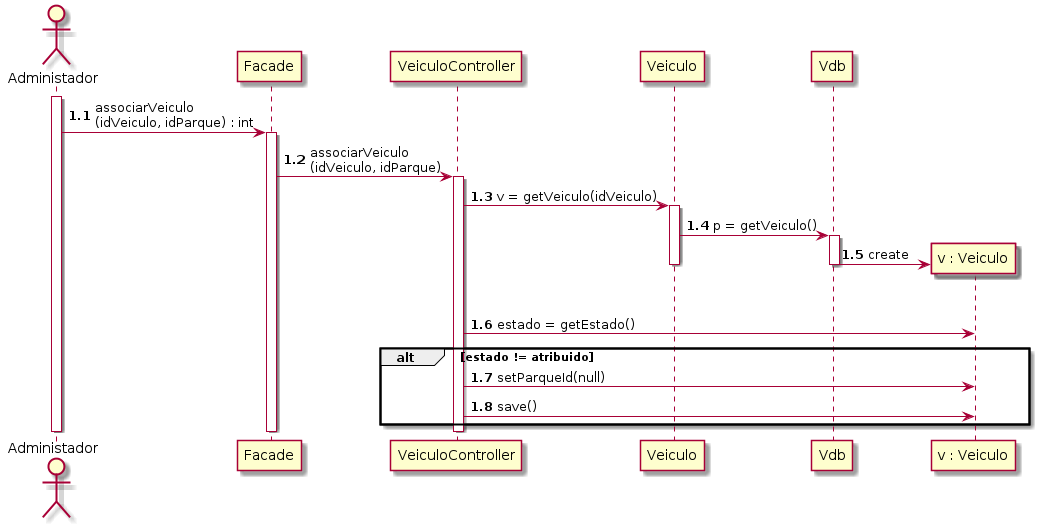 Administador
Facade
VeiculoController
Veiculo
Vdb
1.1 associarVeiculo
(idVeiculo, idParque) : int
1.2 associarVeiculo
(idVeiculo, idParque)
1.3 v = getVeiculo(idVeiculo)
1.4 p = getVeiculo()
1.5 create
v : Veiculo
1.6 estado = getEstado()
alt [estado != atribuido]
1.7 setParqueId(null)
1.8 save()
Administador
Facade
VeiculoController
Veiculo
Vdb
v : Veiculo